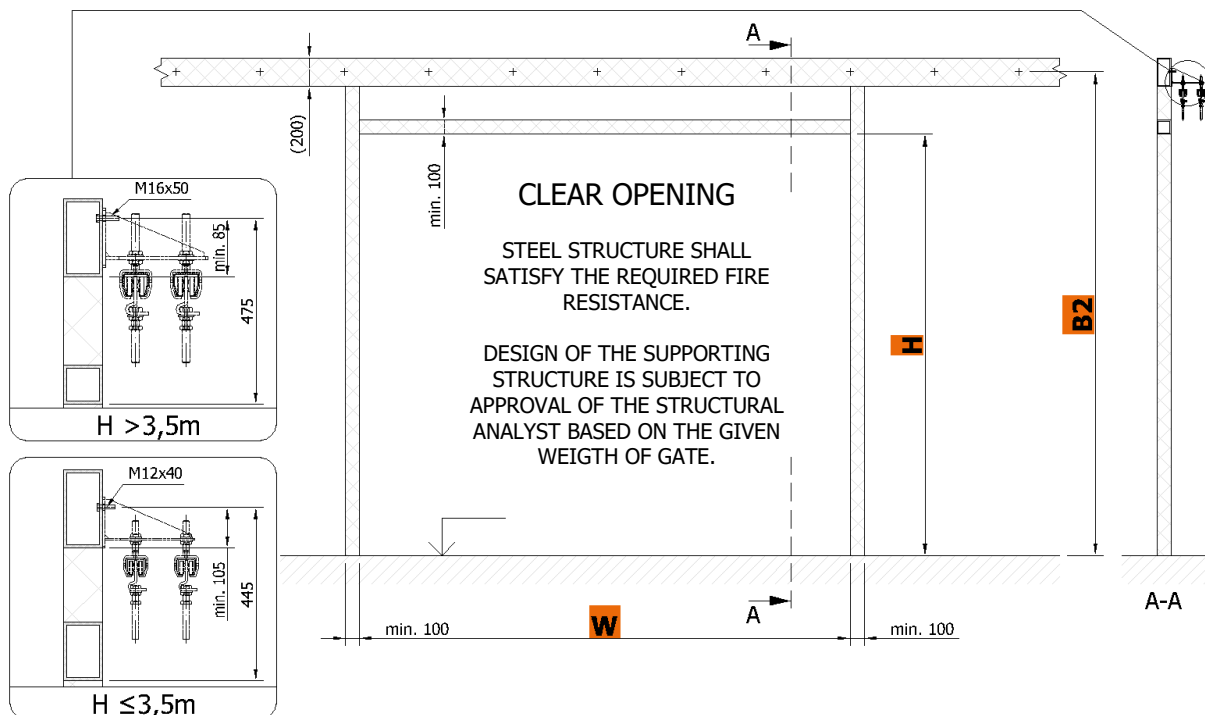 A
(200)
min. 100
M16x50
min. 85
475
H >3,5m
M12x40
min. 105
445
H ≤3,5m
CLEAR OPENING
STEEL STRUCTURE SHALL
SATISFY THE REQUIRED FIRE
RESISTANCE.
DESIGN OF THE SUPPORTING
STRUCTURE IS SUBJECT TO
APPROVAL OF THE STRUCTURAL
ANALYST BASED ON THE GIVEN
WEIGTH OF GATE.
H
B2
A
min. 100
W
min. 100
A-A